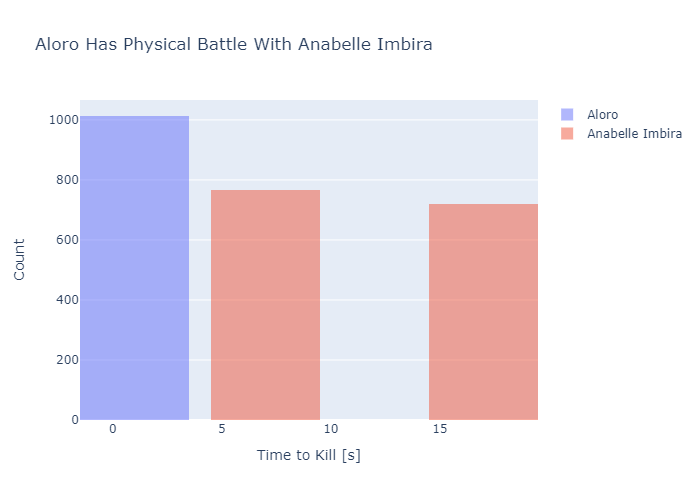 Aloro Has Physical Battle With Anabelle Imbira
Aloro
Anabelle Imbira
1000
800
600
400
200
0
Count
0
5
10
15
Time to Kill [s]